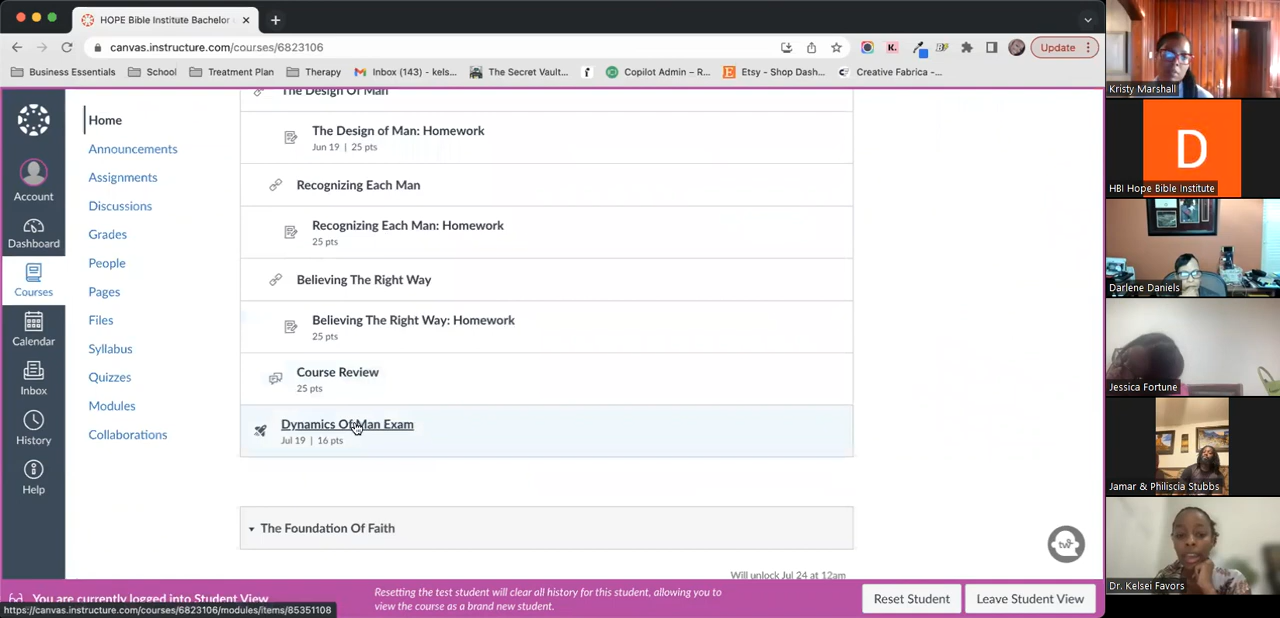 HOPE Bible Institute Bachelor
canvas.instructure.com/courses/6823106
Update
Business Essentials
School
Treatment Plan
Therapy
Inbox (143) - kels...
The Secret Vault...
Copilot Admin – R...
Etsy - Shop Dash...
Creative Fabrica -...
Account
Dashboard
Courses
Calendar
Inbox
History
Help
Home
Announcements
Assignments
Discussions
Grades
People
Pages
Files
Syllabus
Quizzes
Modules
Collaborations
The Design Of Man
The Design of Man: Homework
Jun 19 | 25 pts
Recognizing Each Man
Recognizing Each Man: Homework
25 pts
Believing The Right Way
Believing The Right Way: Homework
25 pts
Course Review
25 pts
Dynamics Of Man Exam
Jul 19 | 16 pts
The Foundation Of Faith
Will unlock Jul 24 at 12am
You are currently logged into Student View
Resetting the test student will clear all history for this student, allowing you to
view the course as a brand new student.
Reset Student
Leave Student View
https://canvas.instructure.com/courses/6823106/modules/items/85351108
Kristy Marshall
D
HBI Hope Bible Institute
Darlene Daniels
Jessica Fortune
Jamar & Philiscia Stubbs
Dr. Kelsei Favors